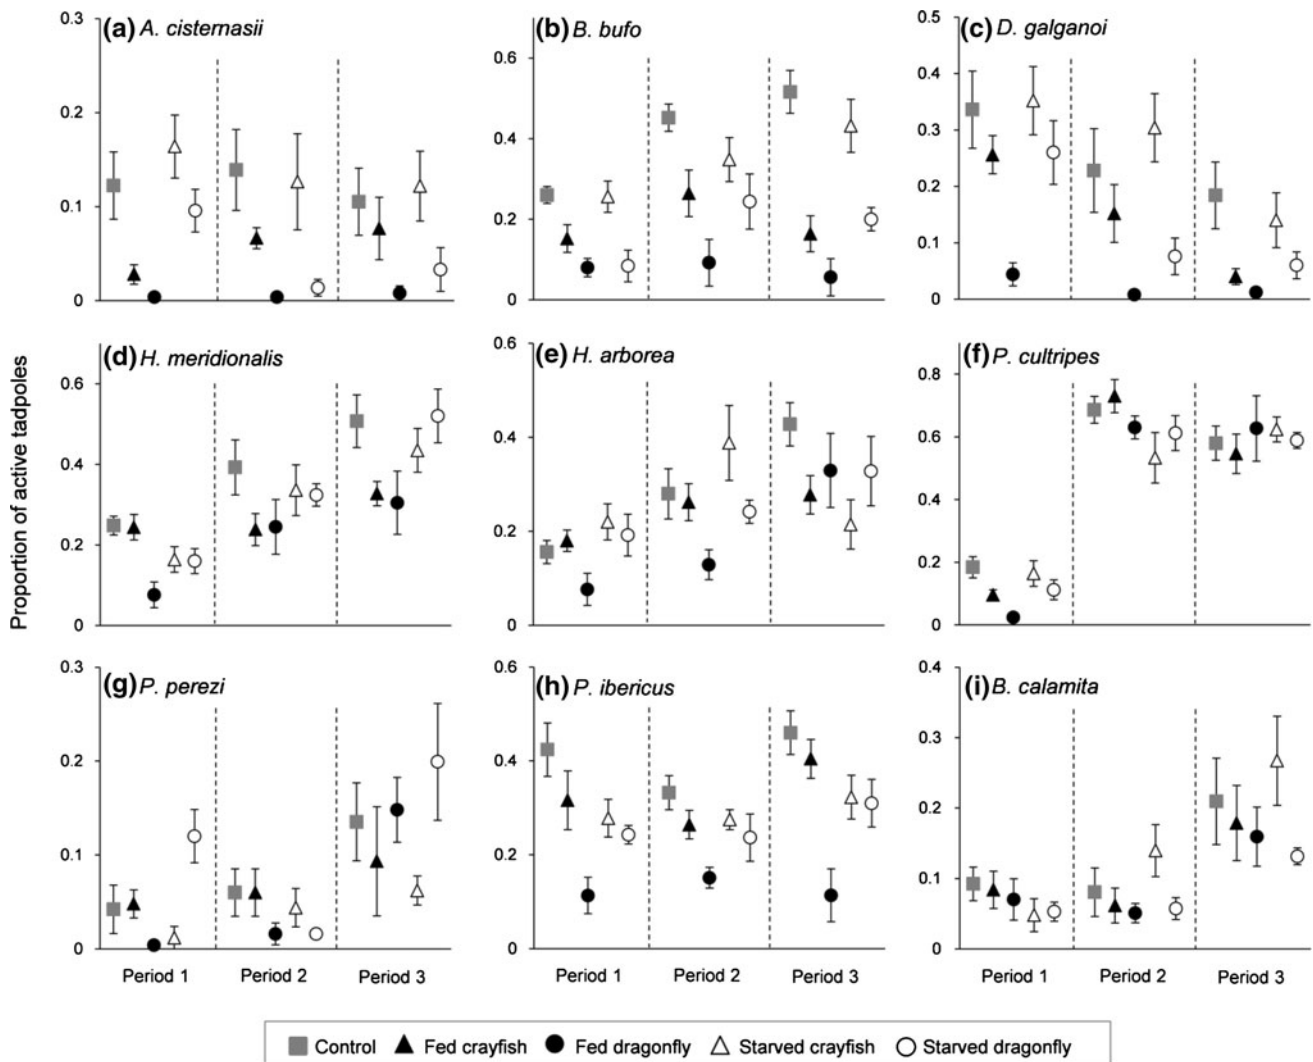 (a) A. cisternasii
0.3
0.2
0.1
0
(b) B. bufo
0.6
0.4
0.2
0
(c) D. galganoi
0.5
0.4
0.3
0.2
0.1
0
Proportion of active tadpoles
(d) H. meridionalis
0.6
0.4
0.2
0
(e) H. arborea
0.6
0.4
0.2
0
(f) P. cultripes
0.8
0.6
0.4
0.2
0
(g) P. perezi
0.3
0.2
0.1
0
Period 1 Period 2 Period 3
(h) P. ibericus
0.6
0.4
0.2
0
Period 1 Period 2 Period 3
(i) B. calamita
0.4
0.3
0.2
0.1
0
Period 1 Period 2 Period 3
Control Fed crayfish Fed dragonfly Starved crayfish Starved dragonfly